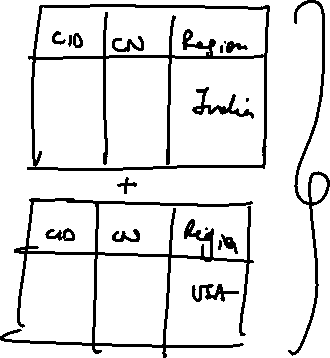 CID CN Region
India
+
CID CN Region
USA